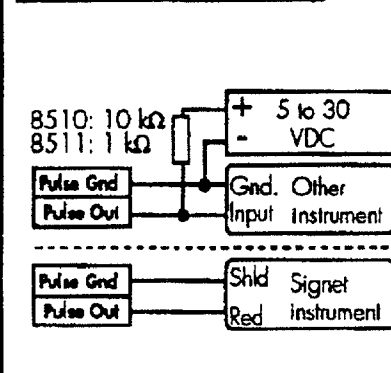 + 5 to 30
- VDC
8510: 10 kΩ
8511: 1 kΩ
Pulse Gnd
Pulse Out
Gnd. Other
Input Instrument
Pulse Gnd
Pulse Out
Shld Signet
Red instrument